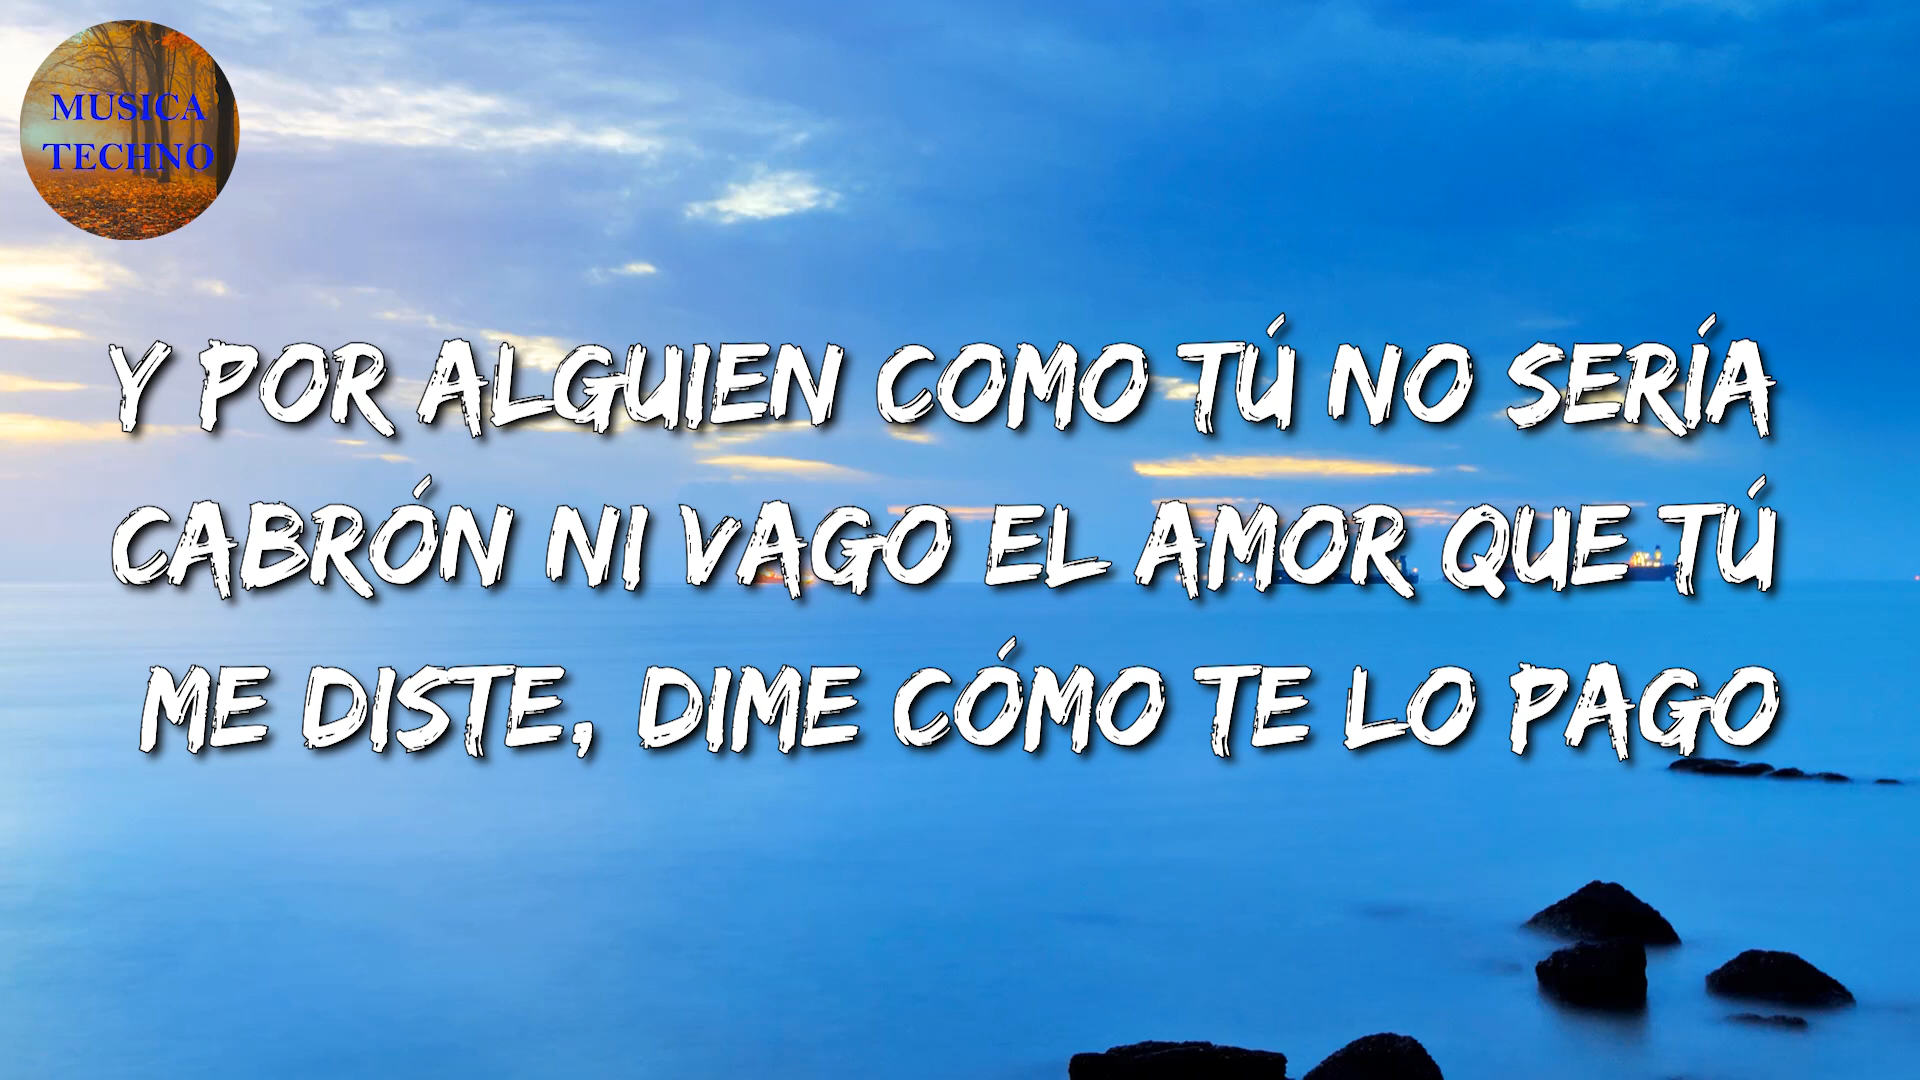 MUSICA
TECHNO
Y POR ALGUIEN COMO TÚ NO SERÍA
CABRÓN NI VAGO EL AMOR QUE TÚ
ME DISTE, DIME CÓMO TE LO PAGO